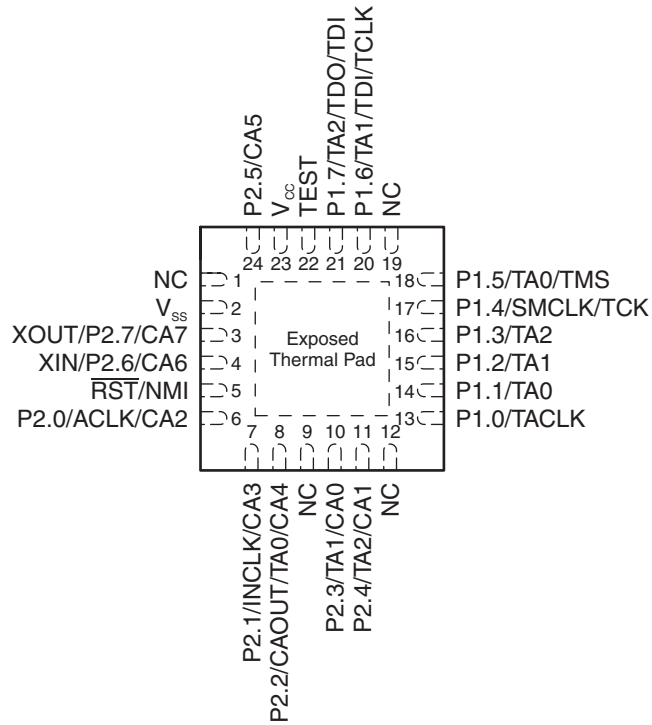 P2.5/CA5
VCC
TEST
P1.7/TA2/TDO/TDI
P1.6/TA1/TDI/TCLK
NC
24 23 22 21 20 19
NC 1
VSS 2
XOUT/P2.7/CA7 3
XIN/P2.6/CA6 4
RST/NMI 5
P2.0/ACLK/CA2 6
Exposed
Thermal Pad
18 P1.5/TA0/TMS
17 P1.4/SMCLK/TCK
16 P1.3/TA2
15 P1.2/TA1
14 P1.1/TA0
13 P1.0/TACLK
7 8 9 10 11 12
P2.1/INCLK/CA3
P2.2/CAOUT/TA0/CA4
NC
P2.3/TA1/CA0
P2.4/TA2/CA1
NC